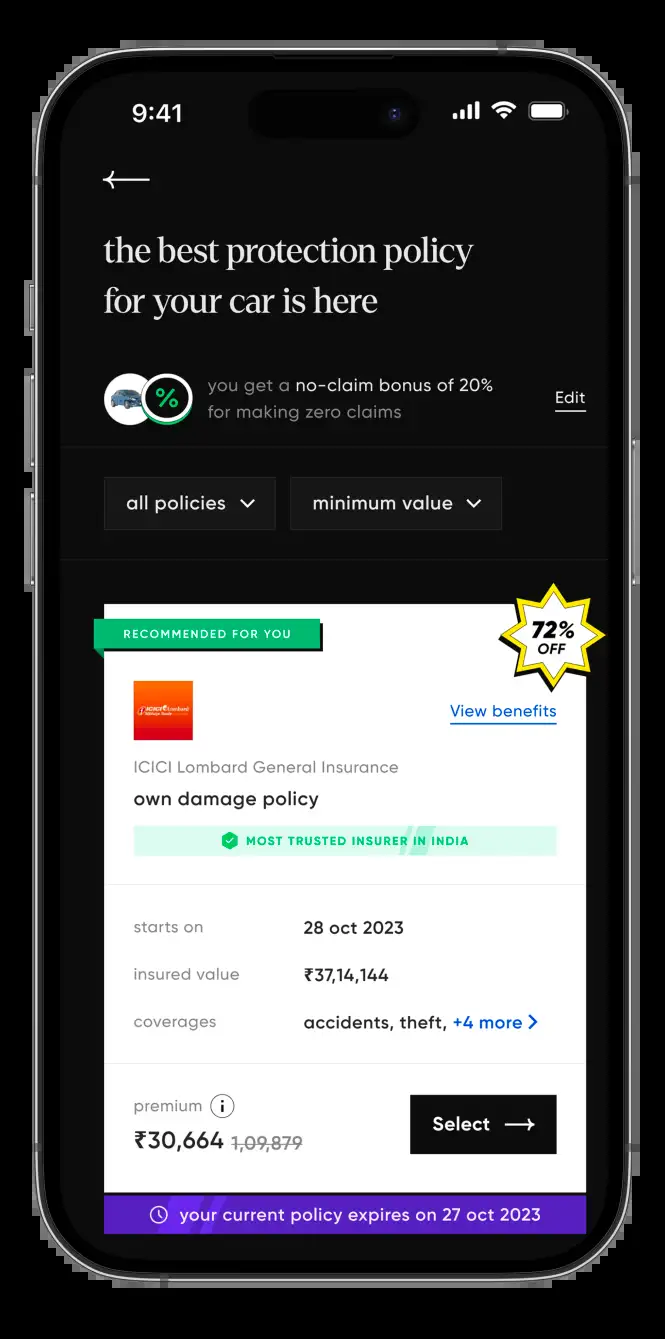 9:41
the best protection policy
for your car is here
%
you get a no-claim bonus of 20%
for making zero claims
Edit
all policies
minimum value
RECOMMENDED FOR YOU
72%
OFF
ICICI Lombard
View benefits
ICICI Lombard General Insurance
own damage policy
MOST TRUSTED INSURER IN INDIA
starts on 28 oct 2023
insured value ₹37,14,144
coverages accidents, theft, +4 more
premium i
₹30,664 1,09,879
Select
your current policy expires on 27 oct 2023